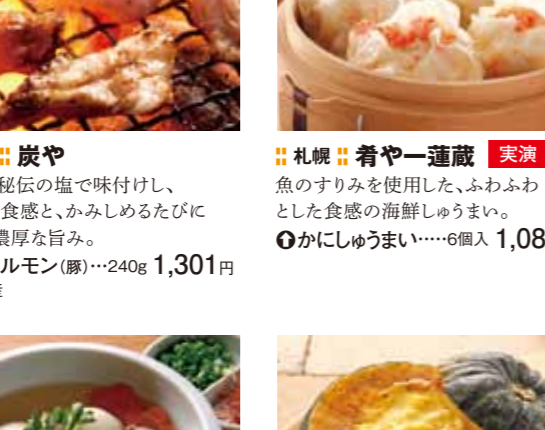 炭や
秘伝の塩で味付けし、
食感と、かみしめるたびに
濃厚な旨み。
ルモン(豚)…240g 1,301円
札幌 肴や一蓮蔵 実演
魚のすりみを使用した、ふわふわ
とした食感の海鮮しゅうまい。
⬆かにしゅうまい……6個入 1,08